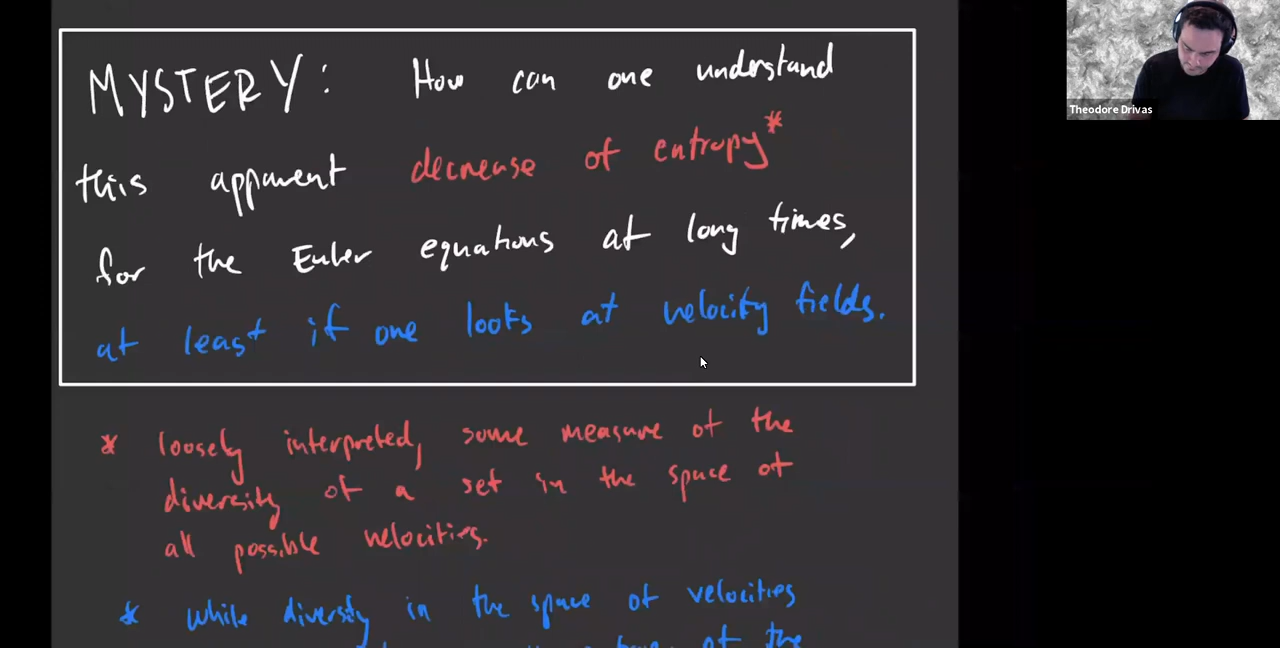 MYSTERY: How can one understand
this apparent decrease of entropy*
for the Euler equations at long times,
at least if one looks at velocity fields.
* loosely interpreted, some measure of the
diversity of a set in the space of
all possible velocities.
* while diversity in the space of velocities
of the
Theodore Drivas